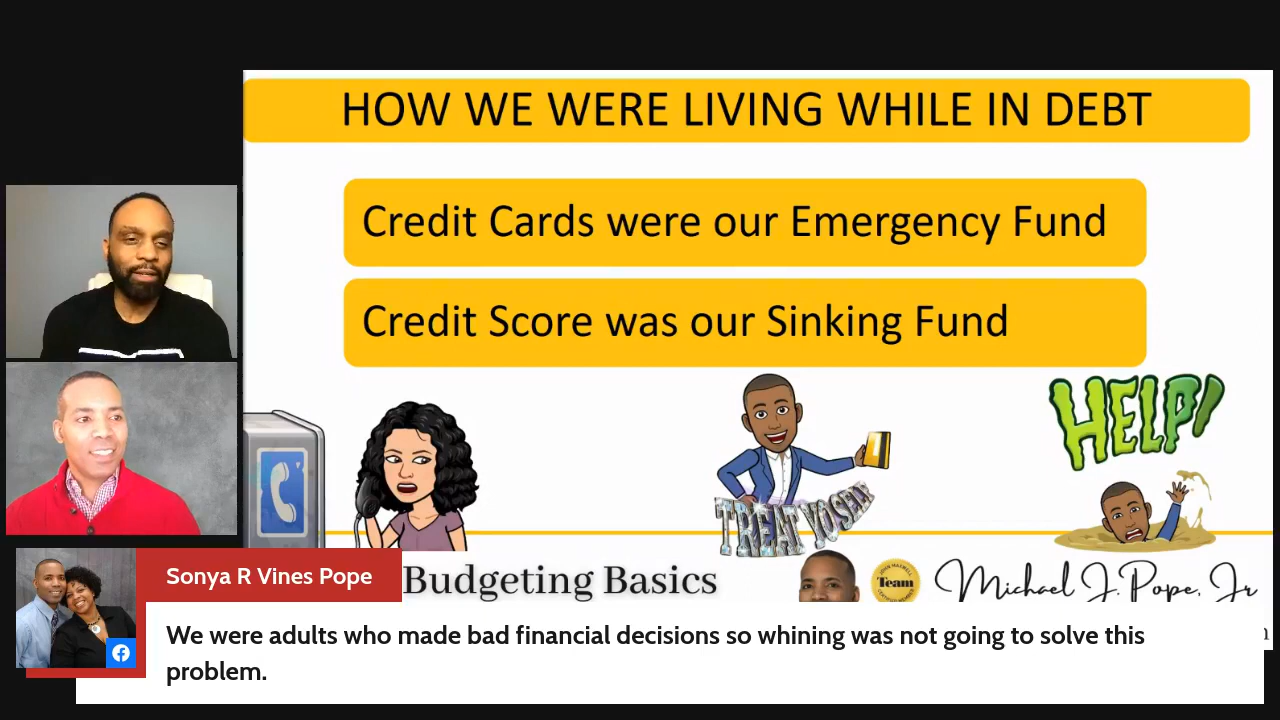 HOW WE WERE LIVING WHILE IN DEBT
Credit Cards were our Emergency Fund
Credit Score was our Sinking Fund
HELP!
TREAT YO SELF
Budgeting Basics
Team
Michael J. Pope, Jr
Sonya R Vines Pope
We were adults who made bad financial decisions so whining was not going to solve this
problem.